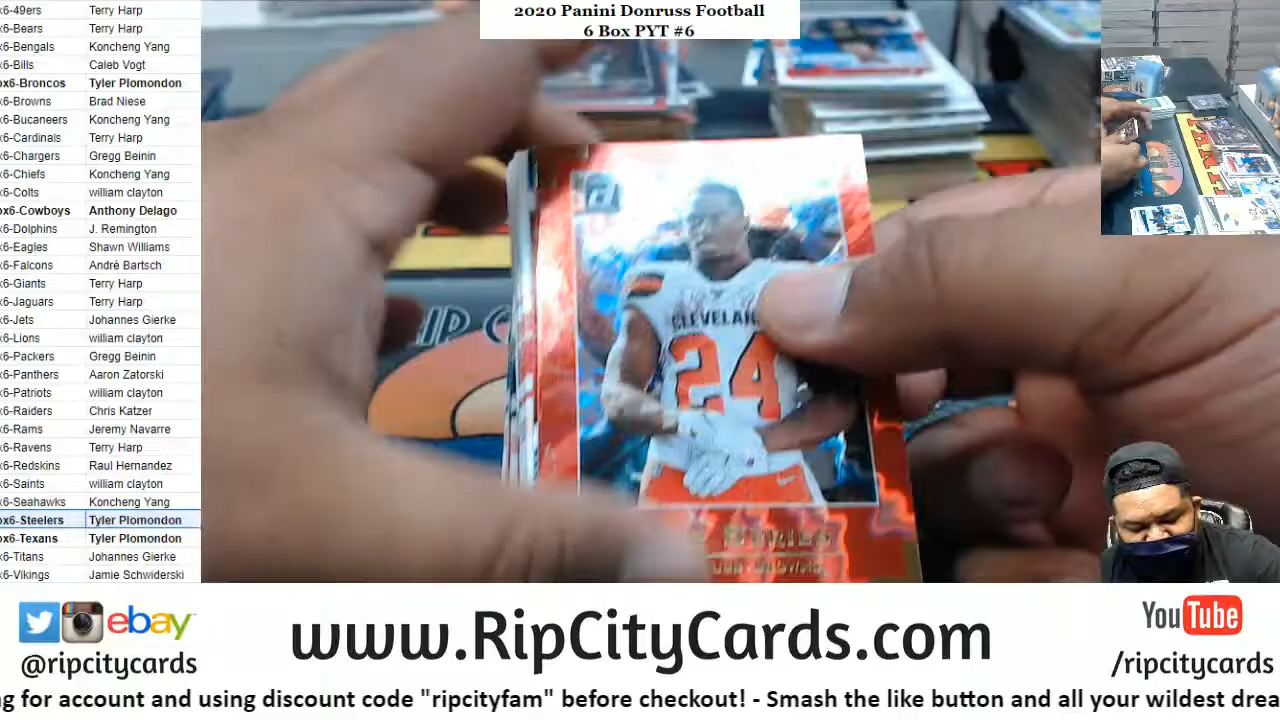 2020 Panini Donruss Football
6 Box PYT #6
x6-49ers Terry Harp
x6-Bears Terry Harp
x6-Bengals Koncheng Yang
x6-Bills Caleb Vogt
ox6-Broncos Tyler Plomondon
x6-Browns Brad Niese
x6-Bucaneers Koncheng Yang
x6-Cardinals Terry Harp
x6-Chargers Gregg Beinin
x6-Chiefs Koncheng Yang
x6-Colts william clayton
ox6-Cowboys Anthony Delago
x6-Dolphins J. Remington
x6-Eagles Shawn Williams
x6-Falcons André Bartsch
x6-Giants Terry Harp
x6-Jaguars Terry Harp
x6-Jets Johannes Gierke
x6-Lions william clayton
x6-Packers Gregg Beinin
x6-Panthers Aaron Zatorski
x6-Patriots william clayton
x6-Raiders Chris Katzer
x6-Rams Jeremy Navarre
x6-Ravens Terry Harp
x6-Redskins Raul Hernandez
x6-Saints william clayton
x6-Seahawks Koncheng Yang
ox6-Steelers Tyler Plomondon
ox6-Texans Tyler Plomondon
x6-Titans Johannes Gierke
x6-Vikings Jamie Schwiderski
CLEVELAN
24
IP C
ebay
@ripcitycards
www.RipCityCards.com
YouTube
/ripcitycards
g for account and using discount code "ripcityfam" before checkout! - Smash the like button and all your wildest drea